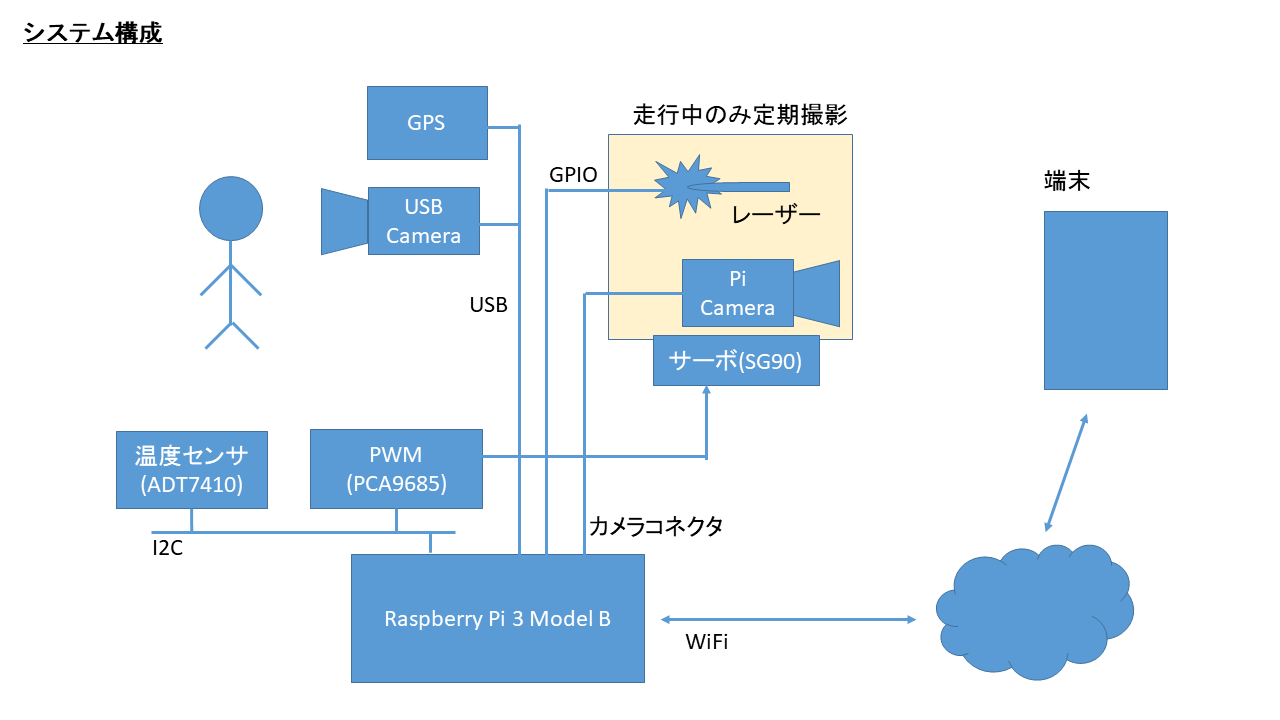 システム構成
GPS
走行中のみ定期撮影
GPIO
端末
USB
Camera
レーザー
Pi
Camera
USB
サーボ(SG90)
温度センサ
(ADT7410)
PWM
(PCA9685)
カメラコネクタ
I2C
Raspberry Pi 3 Model B
WiFi